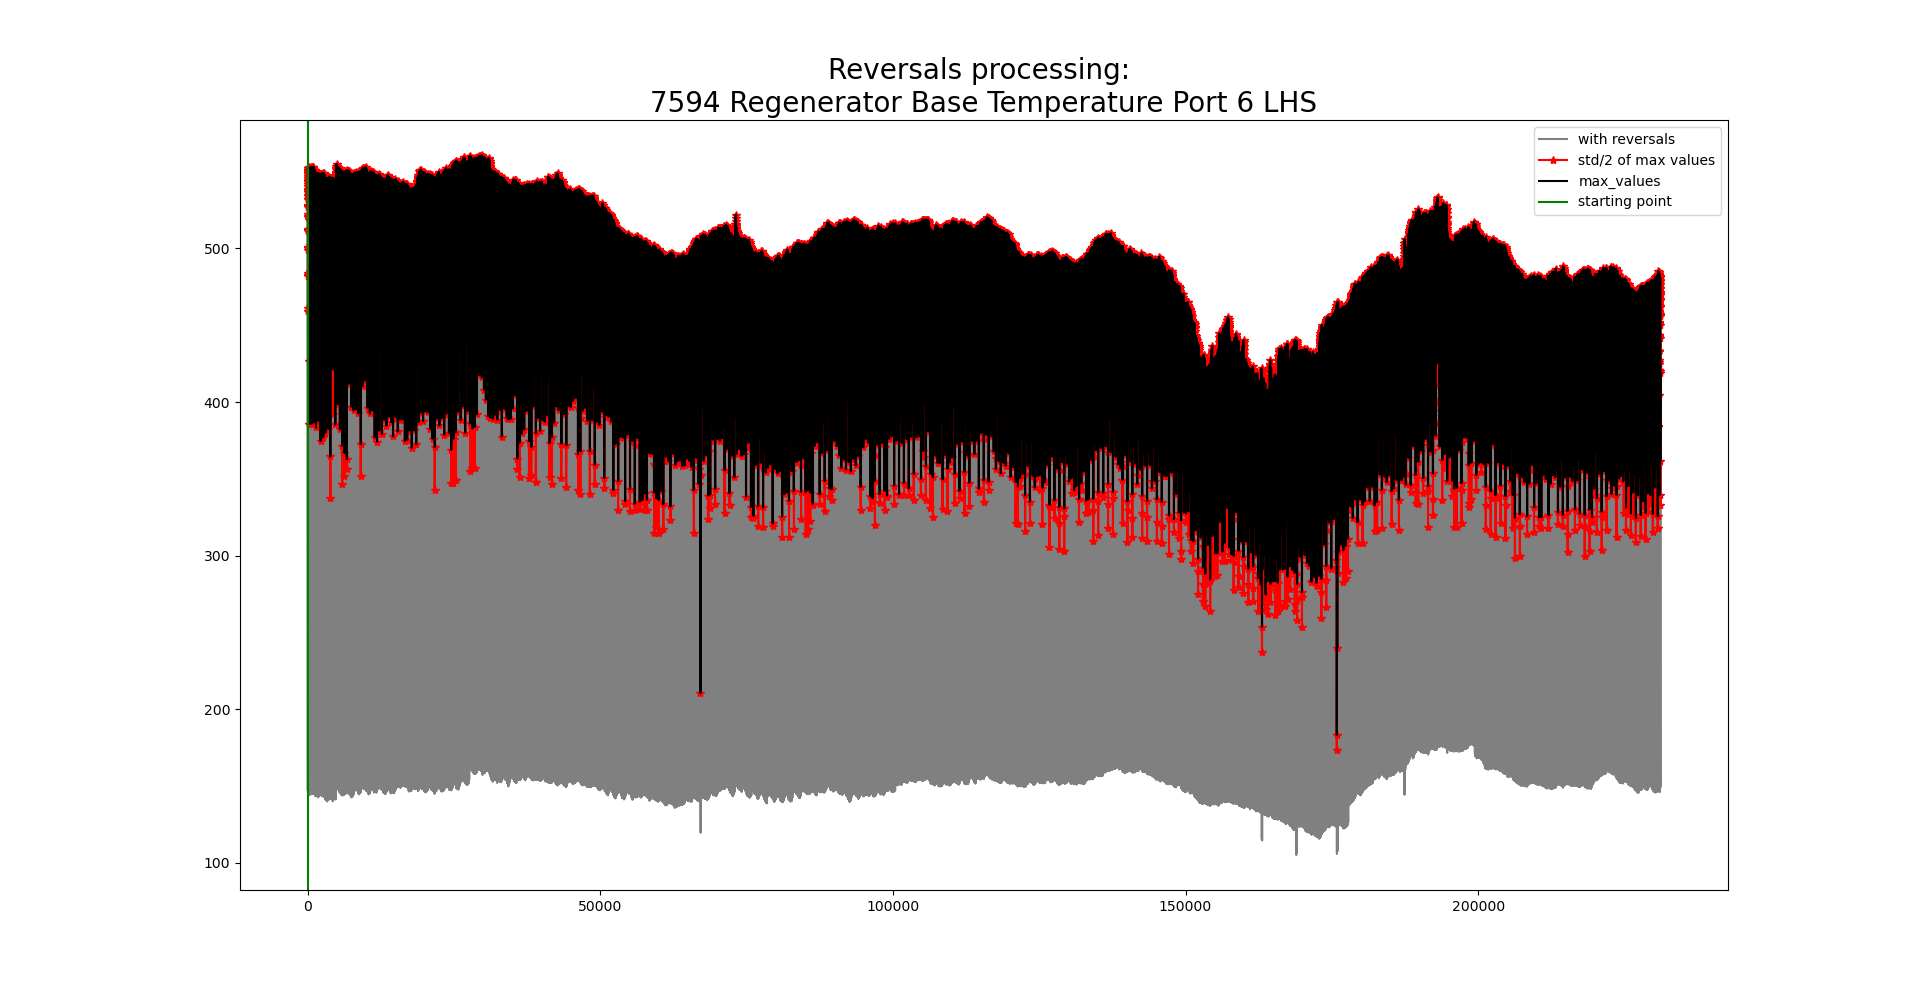 Reversals processing:
7594 Regenerator Base Temperature Port 6 LHS
with reversals
std/2 of max values
max_values
starting point
500
400
300
200
100
0
50000
100000
150000
200000